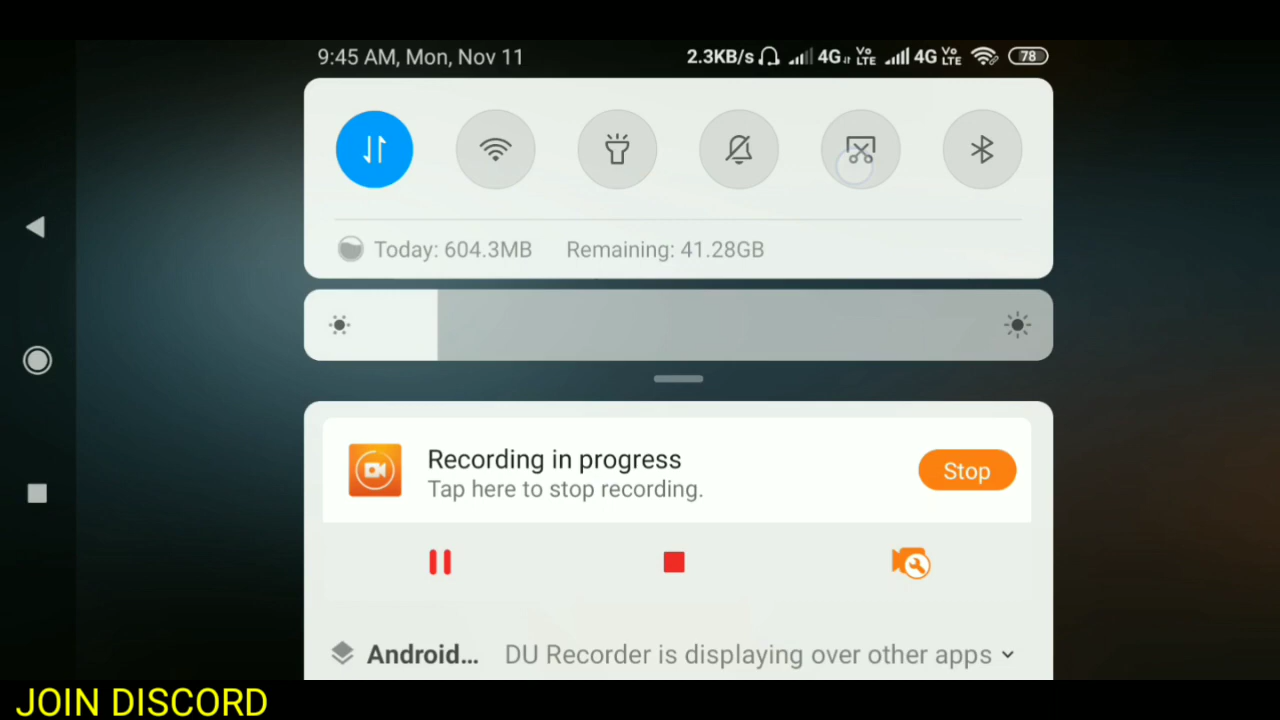 9:45 AM, Mon, Nov 11 2.3KB/s 4G Vo LTE 4G Vo LTE 78
Today: 604.3MB Remaining: 41.28GB
Recording in progress
Tap here to stop recording.
Stop
Android... DU Recorder is displaying over other apps
JOIN DISCORD